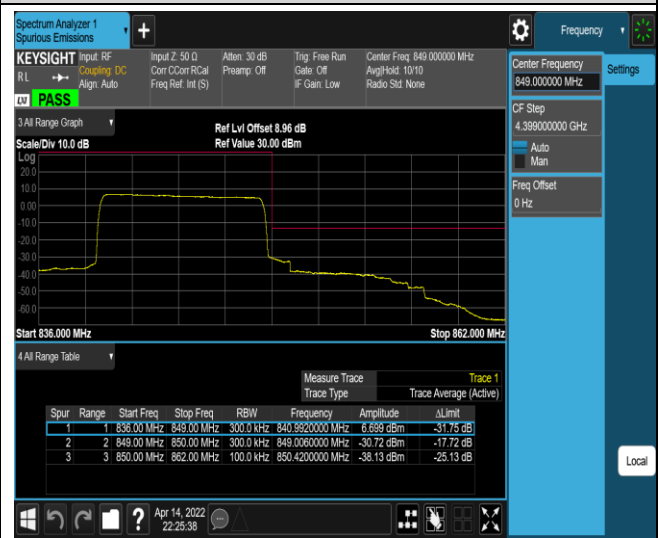 Spectrum Analyzer 1
Spurious Emissions
+
Frequency
KEYSIGHT
R L
LXI
PASS
Input: RF
Coupling: DC
Align: Auto
Input Z: 50 Ω
Corr CCorr RCal
Freq Ref: Int (S)
Atten: 30 dB
Preamp: Off
Trig: Free Run
Gate: Off
IF Gain: Low
Center Freq: 849.000000 MHz
Avg|Hold: 10/10
Radio Std: None
Center Frequency
849.000000 MHz
Settings
CF Step
4.399000000 GHz
Auto
Man
Freq Offset
0 Hz
3 All Range Graph
Scale/Div 10.0 dB
Ref Lvl Offset 8.96 dB
Ref Value 30.00 dBm
Log
20.0
10.0
0.00
-10.0
-20.0
-30.0
-40.0
-50.0
-60.0
Start 836.000 MHz
Stop 862.000 MHz
4 All Range Table
Measure Trace Trace 1
Trace Type Trace Average (Active)
Spur Range Start Freq Stop Freq RBW Frequency Amplitude ΔLimit
1 1 836.00 MHz 849.00 MHz 300.0 kHz 840.9920000 MHz 6.699 dBm -31.75 dB
2 2 849.00 MHz 850.00 MHz 300.0 kHz 849.0060000 MHz -30.72 dBm -17.72 dB
3 3 850.00 MHz 862.00 MHz 100.0 kHz 850.4200000 MHz -38.13 dBm -25.13 dB
Local
?
Apr 14, 2022
22:25:38